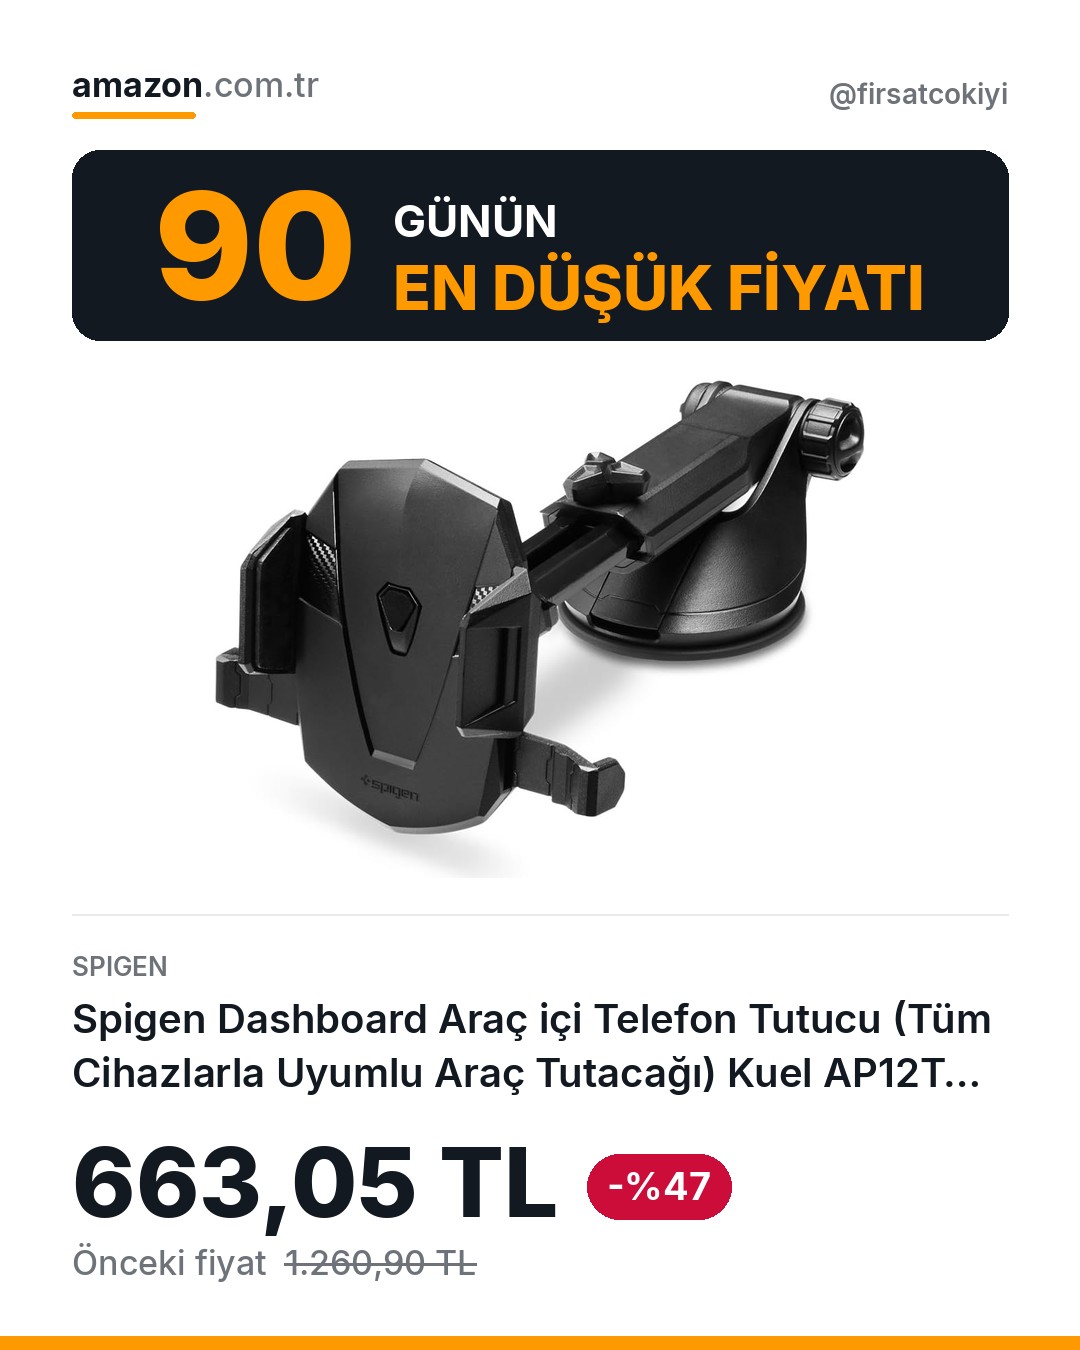 amazon.com.tr
@firsatcokiyi
90 GÜNÜN
EN DÜŞÜK FİYATI
spigen
SPIGEN
Spigen Dashboard Araç içi Telefon Tutucu (Tüm
Cihazlarla Uyumlu Araç Tutacağı) Kuel AP12T...
663,05 TL -%47
Önceki fiyat 1.260,90 TL